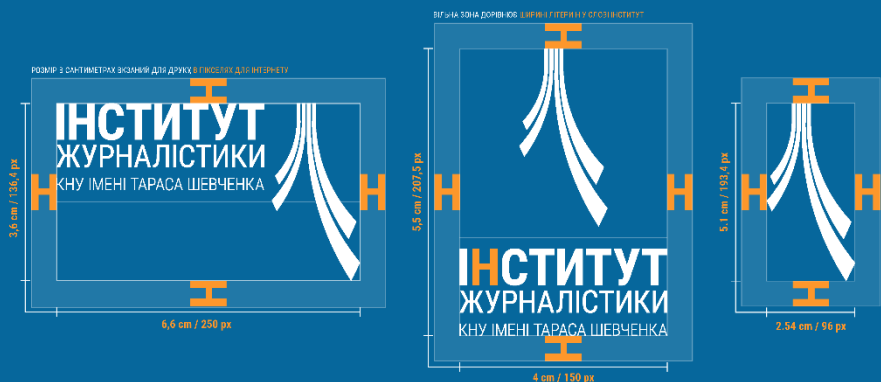 ВІЛЬНА ЗОНА ДОРІВНЮЄ ШИРИНІ ЛІТЕРИ Н У СЛОВІ ІНСТИТУТ
РОЗМІР В САНТИМЕТРАХ ВКЗАНИЙ ДЛЯ ДРУКУ, В ПІКСЕЛЯХ ДЛЯ ІНТЕРНЕТУ
Н
ІНСТИТУТ
ЖУРНАЛІСТИКИ
КНУ ІМЕНІ ТАРАСА ШЕВЧЕНКА
Н
Н
Н
3,6 cm / 136,4 px
6,6 cm / 250 px
Н
Н
Н
ІНСТИТУТ
ЖУРНАЛІСТИКИ
КНУ ІМЕНІ ТАРАСА ШЕВЧЕНКА
Н
5,5 cm / 207,5 px
4 cm / 150 px
Н
Н
Н
Н
5.1 cm / 193,4 px
2.54 cm / 96 px